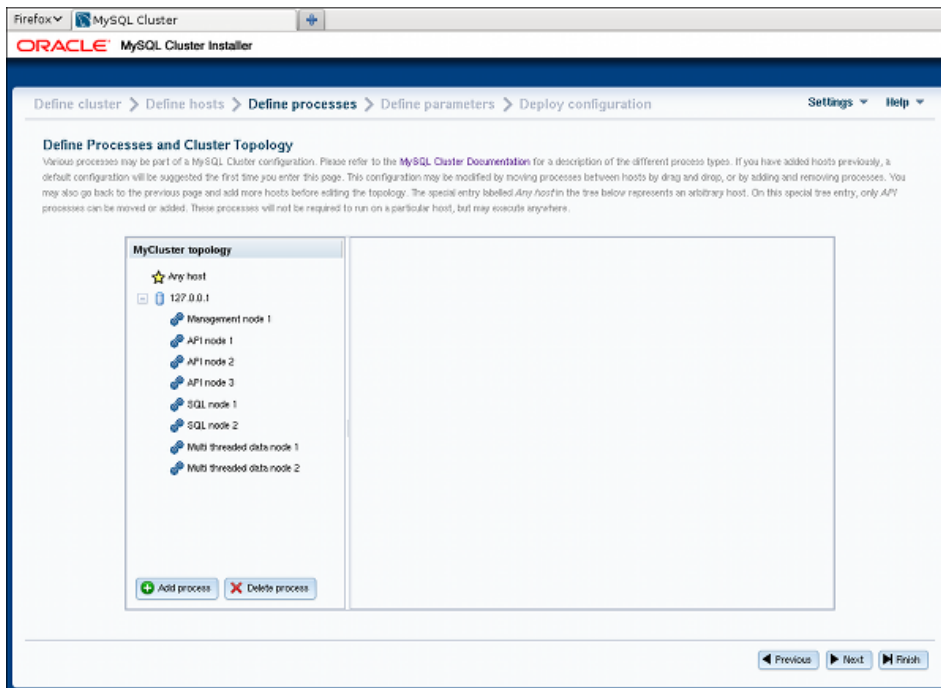 Firefox
MySQL Cluster
ORACLE MySQL Cluster Installer
Define cluster > Define hosts > Define processes > Define parameters > Deploy configuration Settings Help
Define Processes and Cluster Topology
Various processes may be part of a MySQL Cluster configuration. Please refer to the MySQL Cluster Documentation for a description of the different process types. If you have added hosts previously, a
default configuration will be suggested the first time you enter this page. This configuration may be modified by moving processes between hosts by drag and drop, or by adding and removing processes. You
may also go back to the previous page and add more hosts before editing the topology. The special entry labelled Any host in the tree below represents an arbitrary host. On this special tree entry, only API
processes can be moved or added. These processes will not be required to run on a particular host, but may execute anywhere.
MyCluster topology
Any host
127.0.0.1
Management node 1
API node 1
API node 2
API node 3
SQL node 1
SQL node 2
Multi threaded data node 1
Multi threaded data node 2
Add process Delete process
Previous Next Finish